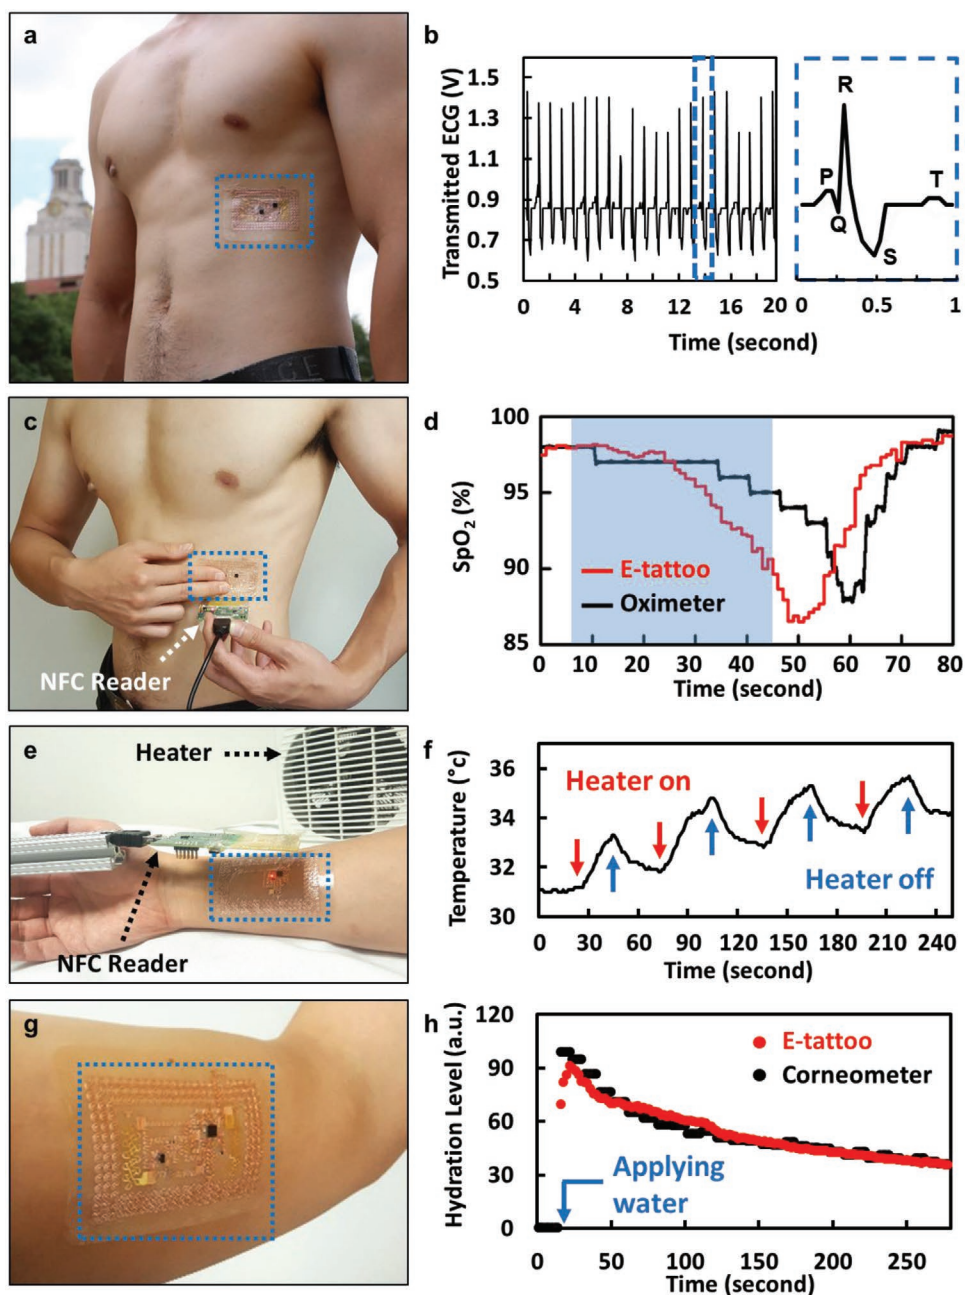 a
C E
b
Transmitted ECG (V)
1.5
1.3
1.1
0.9
0.7
0.5
0 4 8 12 16 20
R
P
T
Q
S
0 0.5 1
Time (second)
c
NFC Reader
d
SpO2 (%)
100
95
90
85
E-tattoo
Oximeter
0 10 20 30 40 50 60 70 80
Time (second)
e
Heater
NFC Reader
f
Temperature (°c)
36
34
32
30
Heater on
Heater off
0 30 60 90 120 150 180 210 240
Time (second)
g
h
Hydration Level (a.u.)
120
90
60
30
0
E-tattoo
Corneometer
Applying
water
0 50 100 150 200 250
Time (second)